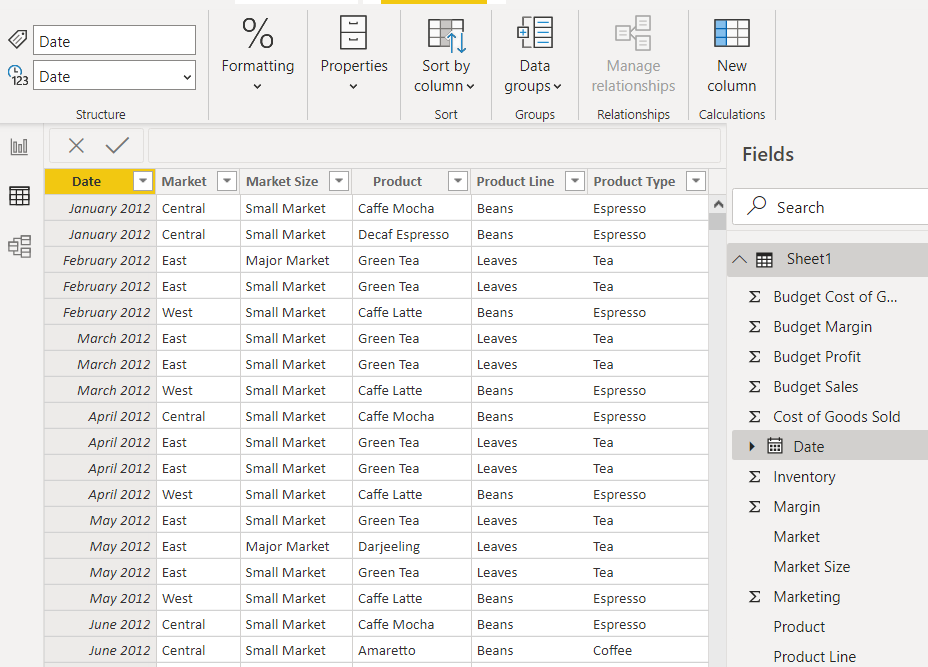 Date
123 Date
Structure
Formatting
Properties
Sort by column
Sort
Data groups
Groups
Manage relationships
Relationships
New column
Calculations
Date Market Market Size Product Product Line Product Type
January 2012 Central Small Market Caffe Mocha Beans Espresso
January 2012 Central Small Market Decaf Espresso Beans Espresso
February 2012 East Major Market Green Tea Leaves Tea
February 2012 East Small Market Green Tea Leaves Tea
February 2012 West Small Market Caffe Latte Beans Espresso
March 2012 East Small Market Green Tea Leaves Tea
March 2012 East Small Market Green Tea Leaves Tea
March 2012 West Small Market Caffe Latte Beans Espresso
April 2012 Central Small Market Caffe Mocha Beans Espresso
April 2012 East Small Market Green Tea Leaves Tea
April 2012 East Small Market Green Tea Leaves Tea
April 2012 West Small Market Caffe Latte Beans Espresso
May 2012 East Small Market Green Tea Leaves Tea
May 2012 East Major Market Darjeeling Leaves Tea
May 2012 East Small Market Green Tea Leaves Tea
May 2012 West Small Market Caffe Latte Beans Espresso
June 2012 Central Small Market Caffe Mocha Beans Espresso
June 2012 Central Small Market Amaretto Beans Coffee
Fields
Search
Sheet1
Σ Budget Cost of G...
Σ Budget Margin
Σ Budget Profit
Σ Budget Sales
Σ Cost of Goods Sold
Date
Σ Inventory
Σ Margin
Market
Market Size
Σ Marketing
Product
Product Line